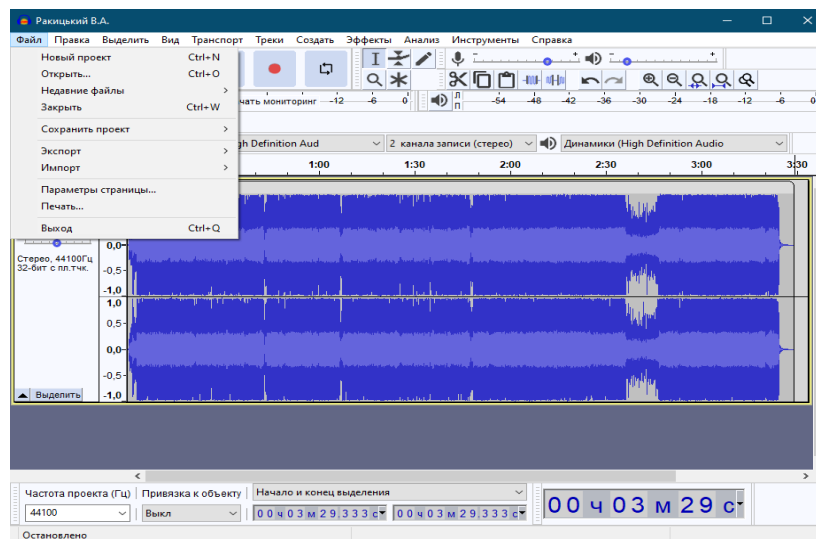 Ракицький В.А.
Файл Правка Выделить Вид Транспорт Треки Создать Эффекты Анализ Инструменты Справка
Новый проект Ctrl+N
Открыть... Ctrl+O
Недавние файлы >
Закрыть Ctrl+W
Сохранить проект >
Экспорт >
Импорт >
Параметры страницы...
Печать...
Выход Ctrl+Q
чать мониторинг -12 -6 0 Л П -54 -48 -42 -36 -30 -24 -18 -12 -6 0
gh Definition Aud 2 канала записи (стерео) Динамики (High Definition Audio
1:00 1:30 2:00 2:30 3:00 3:30
0,0
Стерео, 44100Гц
32-бит с пл.тчк.
-0,5
-1,0
1,0
0,5
0,0
-0,5
-1,0
Выделить
Частота проекта (Гц) Привязка к объекту Начало и конец выделения
44100 Выкл 00 ч 03 м 29.333 с 00 ч 03 м 29.333 с
00 ч 03 м 29 с
Остановлено